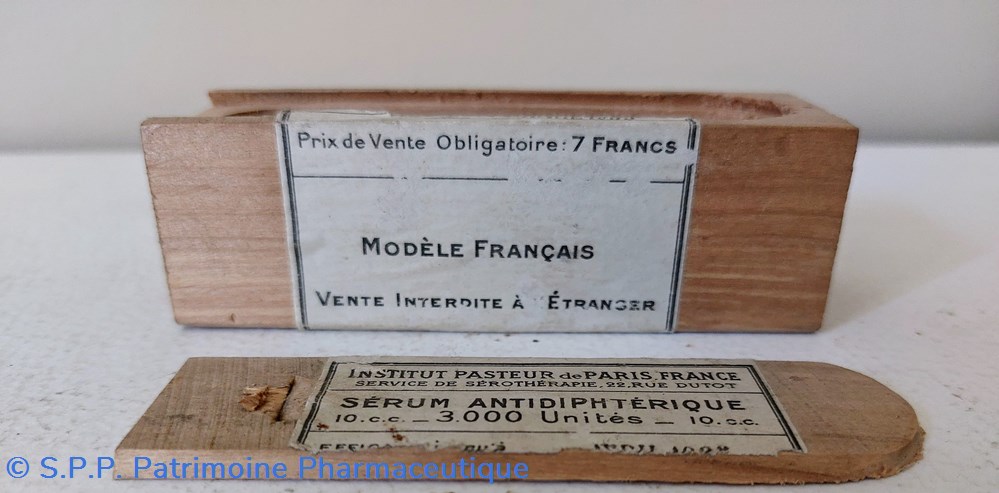 Prix de Vente Obligatoire: 7 FRANCS
MODÈLE FRANÇAIS
VENTE INTERDITE À L'ÉTRANGER
INSTITUT PASTEUR de PARIS, FRANCE
SERVICE DE SÉROTHÉRAPIE, 22, RUE DUTOT
SÉRUM ANTIDIPHTÉRIQUE
10. c.c. — 3.000 Unités — 10. c.c.
© S.P.P. Patrimoine Pharmaceutique